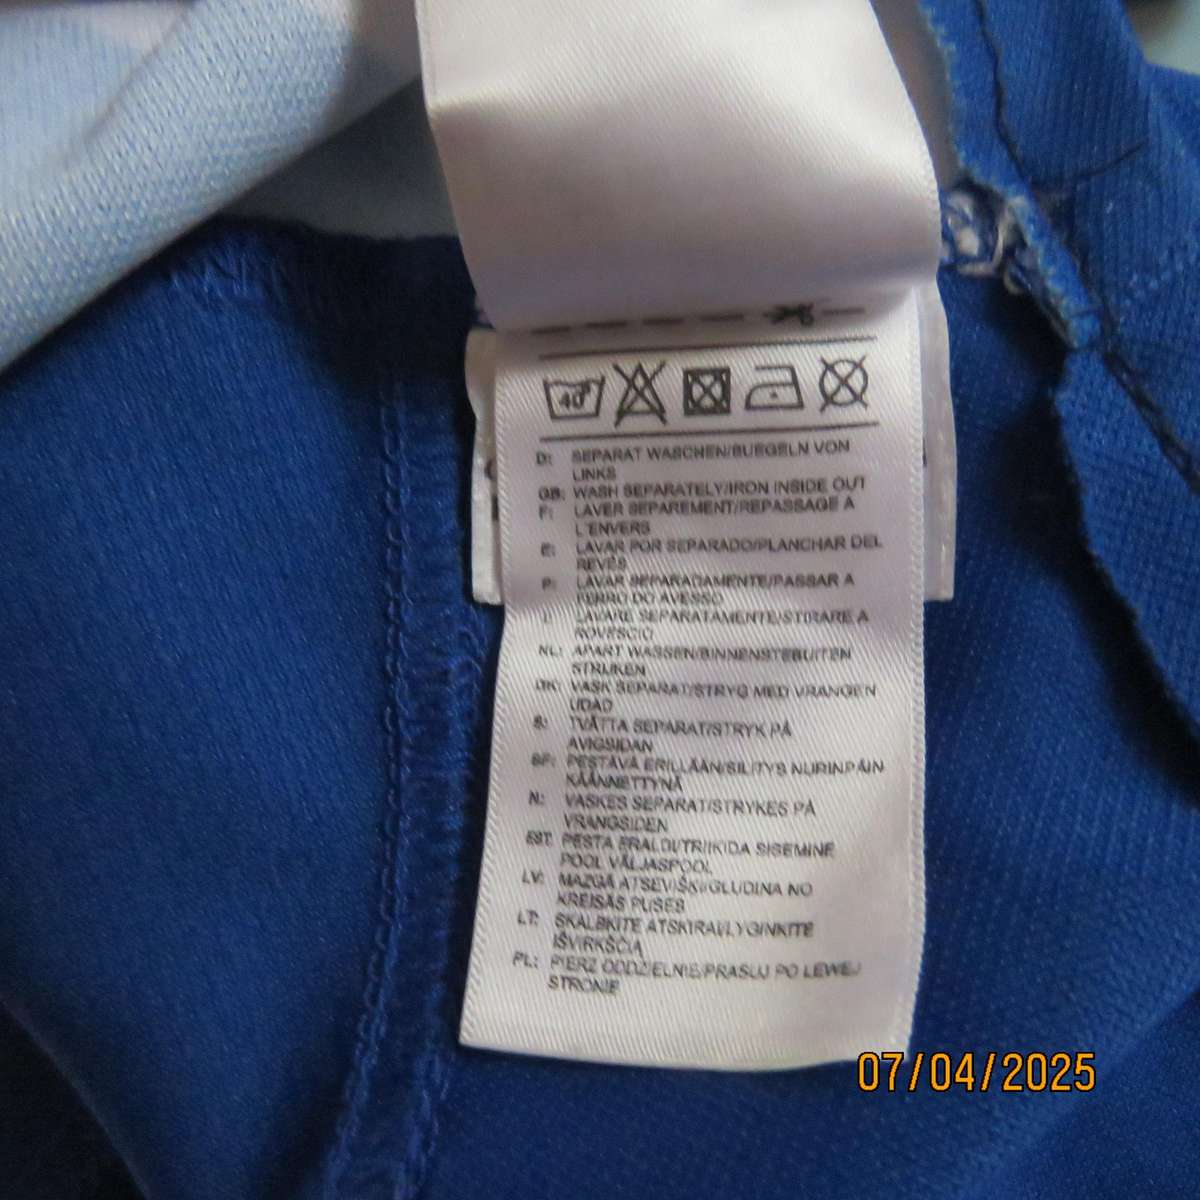 40°
D: SEPARAT WASCHEN/BUEGELN VON
LINKS
GB: WASH SEPARATELY/IRON INSIDE OUT
F: LAVER SEPAREMENT/REPASSAGE A
L'ENVERS
E: LAVAR POR SEPARADO/PLANCHAR DEL
REVÉS
P: LAVAR SEPARADAMENTE/PASSAR A
FERRO DO AVESSO
I: LAVARE SEPARATAMENTE/STIRARE A
ROVESCIO
NL: APART WASSEN/BINNENSTEBUITEN
STRIJKEN
DK: VASK SEPARAT/STRYG MED VRANGEN
UDAD
S: TVÄTTA SEPARAT/STRYK PÅ
AVIGSIDAN
SF: PESTÄVÄ ERILLÄÄN/SILITYS NURINPÄIN
KÄÄNNETTYNÄ
N: VASKES SEPARAT/STRYKES PÅ
VRANGSIDEN
EST: PESTA ERALDI/TRIIKIDA SISEMINE
POOL VÄLJASPOOL
LV: MAZGĀ ATSEVIŠĶI/GLUDINA NO
KREISĀS PUSES
LT: SKALBKITE ATSKIRAI/LYGINKITE
IŠVIRKŠČIĄ
PL: PIERZ ODDZIELNIE/PRASUJ PO LEWEJ
STRONIE
07/04/2025